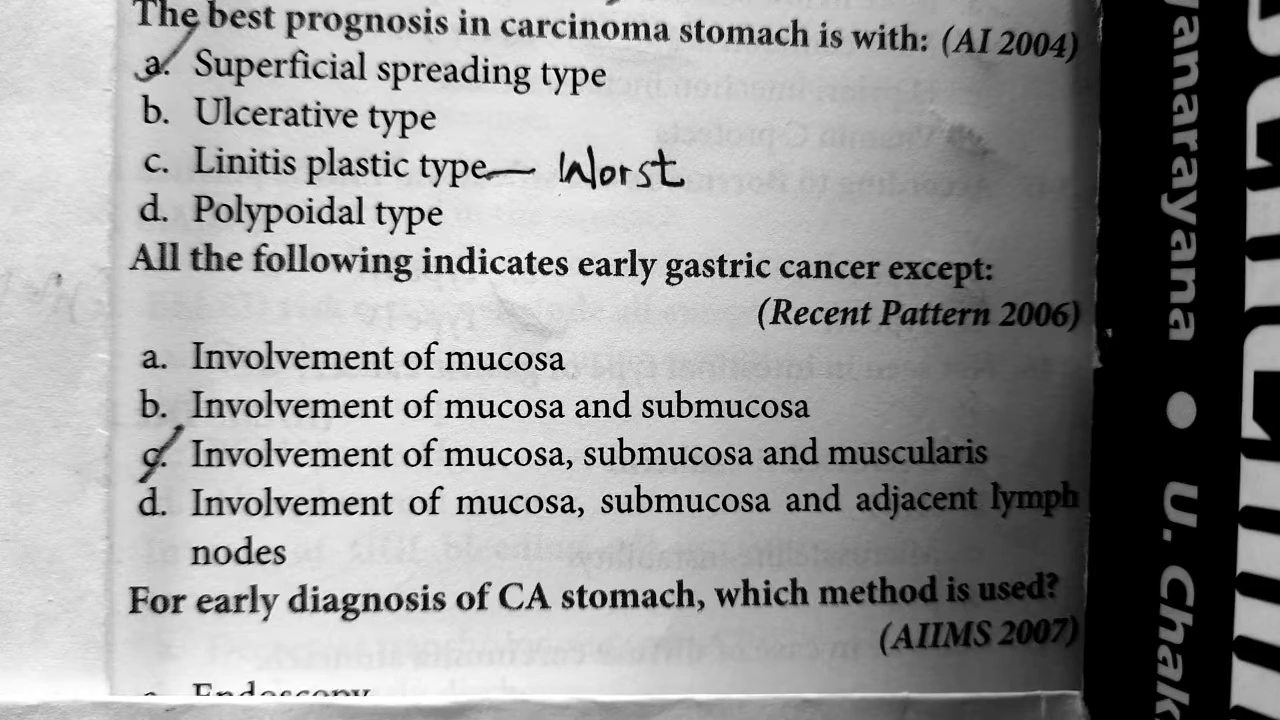 The best prognosis in carcinoma stomach is with: (AI 2004)
a. Superficial spreading type
b. Ulcerative type
c. Linitis plastic type — Worst
d. Polypoidal type
All the following indicates early gastric cancer except:
(Recent Pattern 2006)
a. Involvement of mucosa
b. Involvement of mucosa and submucosa
c. Involvement of mucosa, submucosa and muscularis
d. Involvement of mucosa, submucosa and adjacent lymph
nodes
For early diagnosis of CA stomach, which method is used?
(AIIMS 2007)
a. Endoscopy
yanarayana ● U. Chak